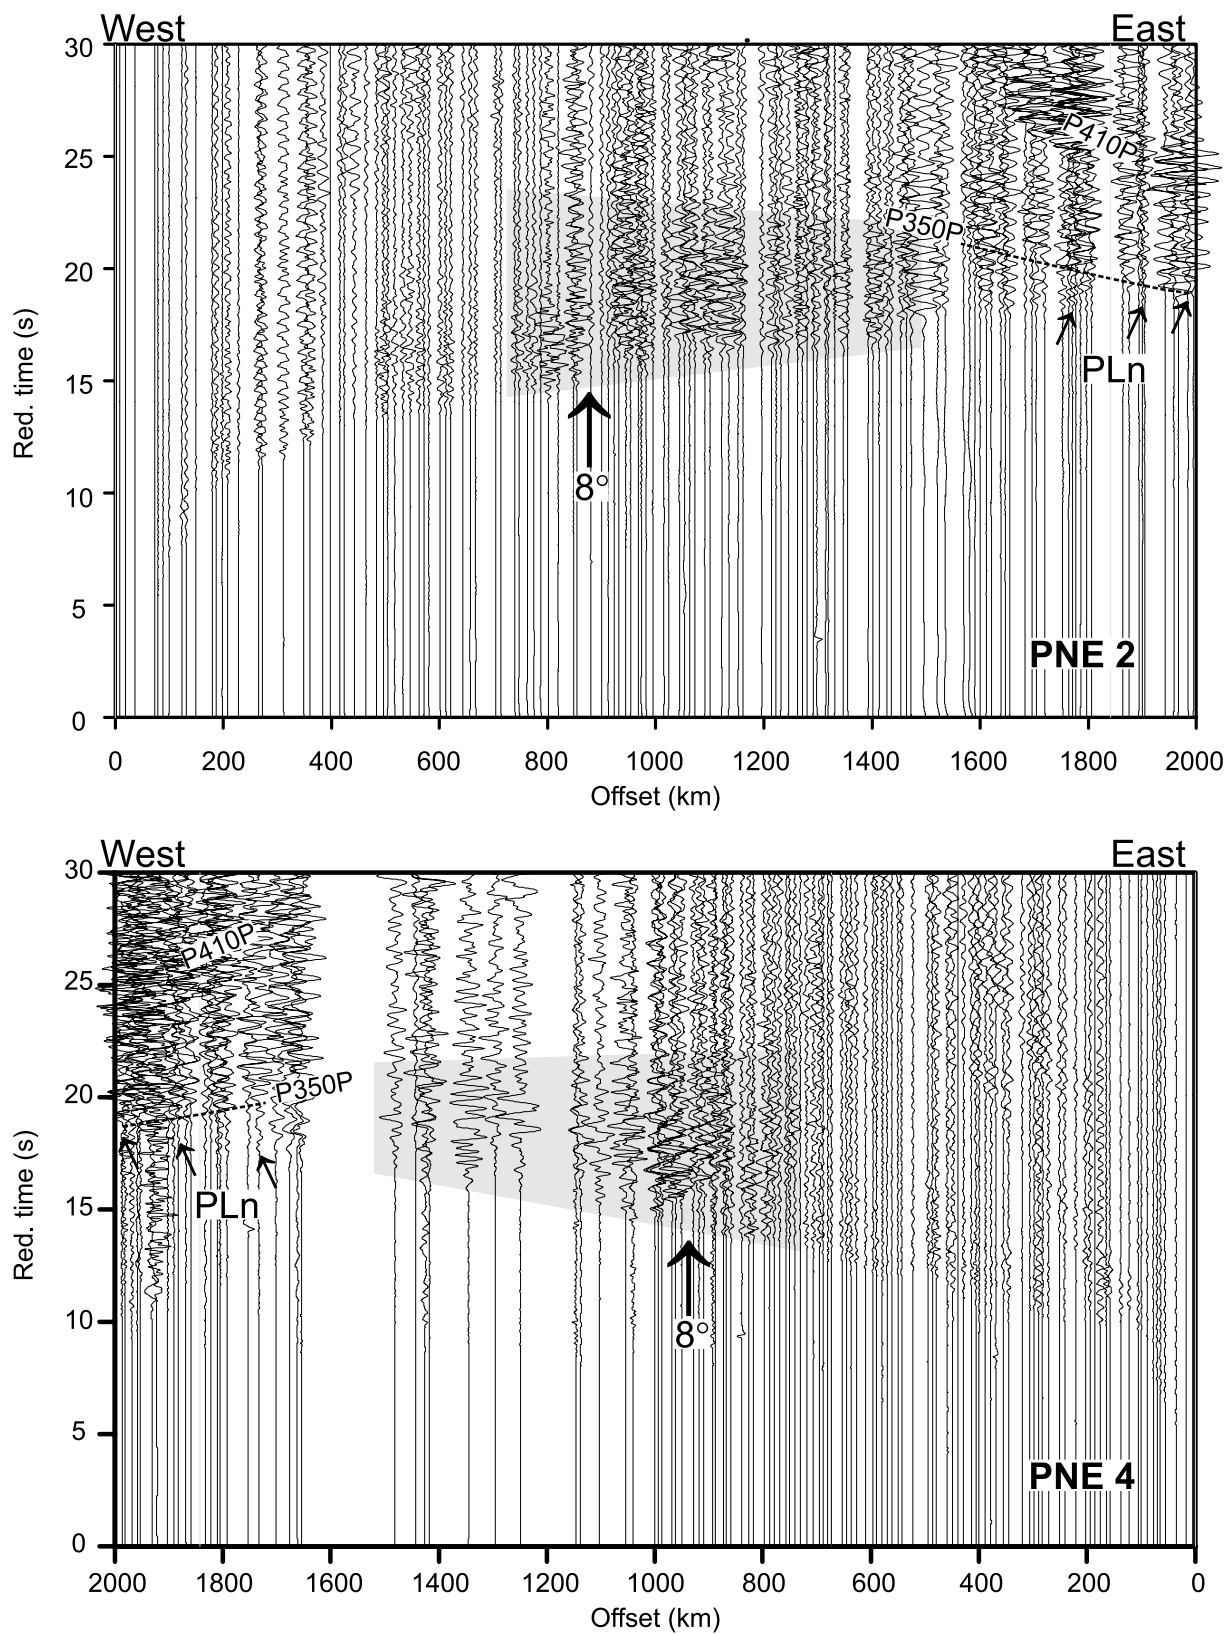 West East
30
25
20
15
10
5
0
Red. time (s)
P410P
P350P
PLn
8°
PNE 2
0 200 400 600 800 1000 1200 1400 1600 1800 2000
Offset (km)
West East
30
25
20
15
10
5
0
Red. time (s)
P410P
P350P
PLn
8°
PNE 4
2000 1800 1600 1400 1200 1000 800 600 400 200 0
Offset (km)